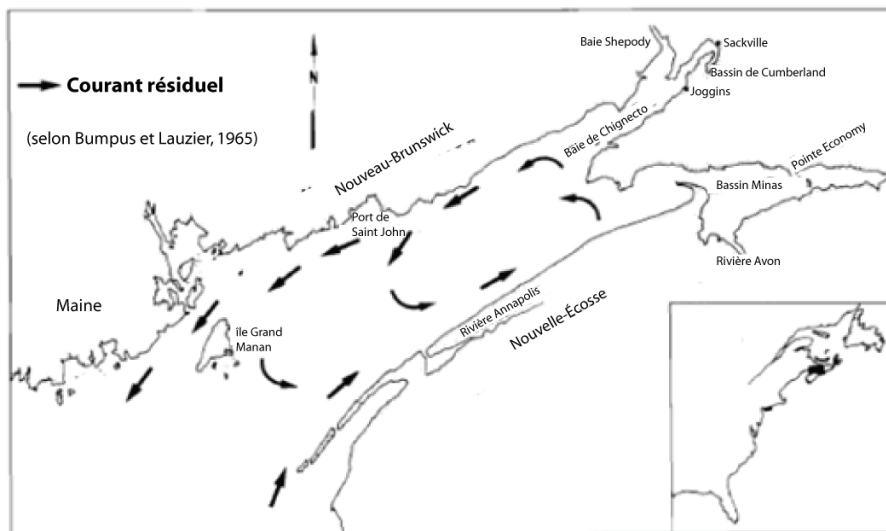 Courant résiduel
(selon Bumpus et Lauzier, 1965)
N
Baie Shepody
Sackville
Bassin de Cumberland
Joggins
Baie de Chignecto
Nouveau-Brunswick
Pointe Economy
Bassin Minas
Port de
Saint John
Rivière Avon
Maine
Rivière Annapolis
Nouvelle-Écosse
île Grand
Manan